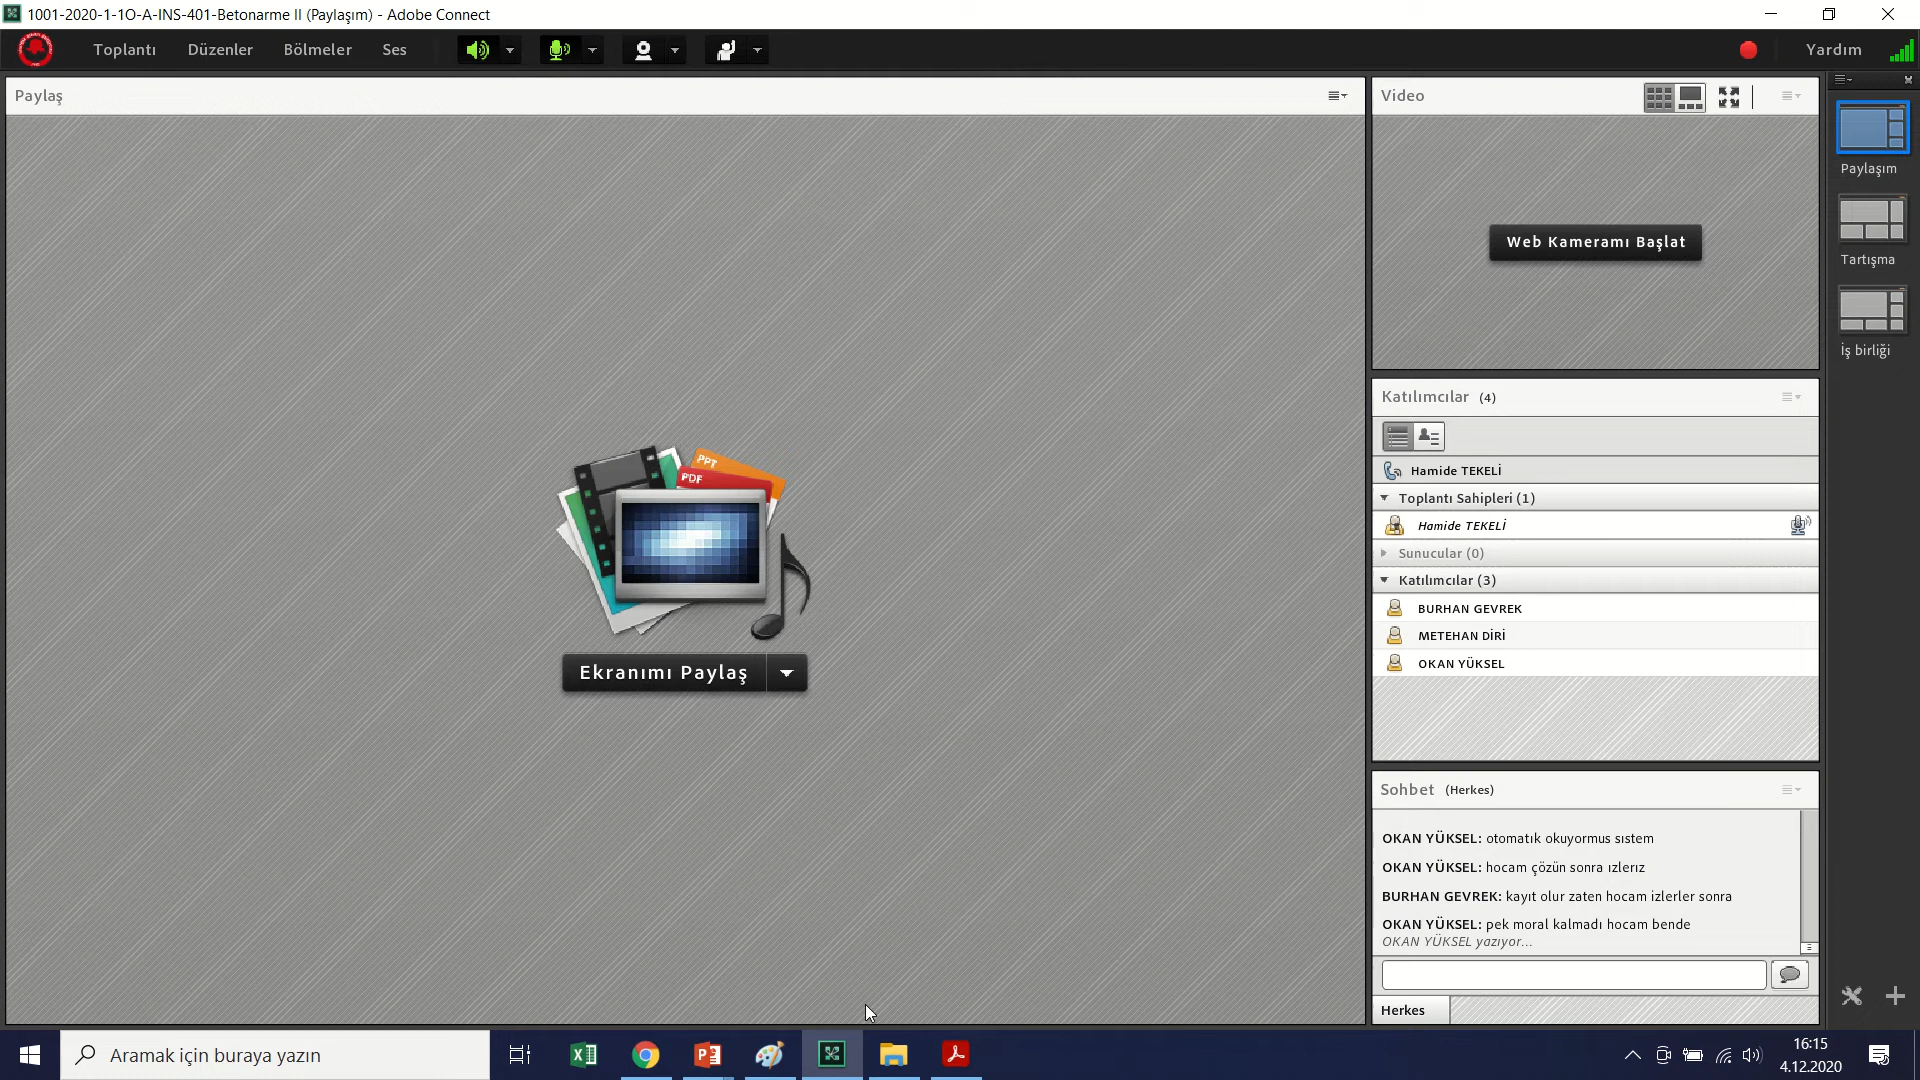 1001-2020-1-1O-A-INS-401-Betonarme II (Paylaşım) - Adobe Connect
Toplantı Düzenler Bölmeler Ses Yardım
Paylaş
PPT
PDF
Ekranımı Paylaş
Video
Web Kameramı Başlat
Katılımcılar (4)
Hamide TEKELİ
Toplantı Sahipleri (1)
Hamide TEKELİ
Sunucular (0)
Katılımcılar (3)
BURHAN GEVREK
METEHAN DİRİ
OKAN YÜKSEL
Sohbet (Herkes)
OKAN YÜKSEL: otomatık okuyormus sıstem
OKAN YÜKSEL: hocam çözün sonra ızlerız
BURHAN GEVREK: kayıt olur zaten hocam izlerler sonra
OKAN YÜKSEL: pek moral kalmadı hocam bende
OKAN YÜKSEL yazıyor...
Herkes
Paylaşım
Tartışma
İş birliği
Aramak için buraya yazın
16:15
4.12.2020